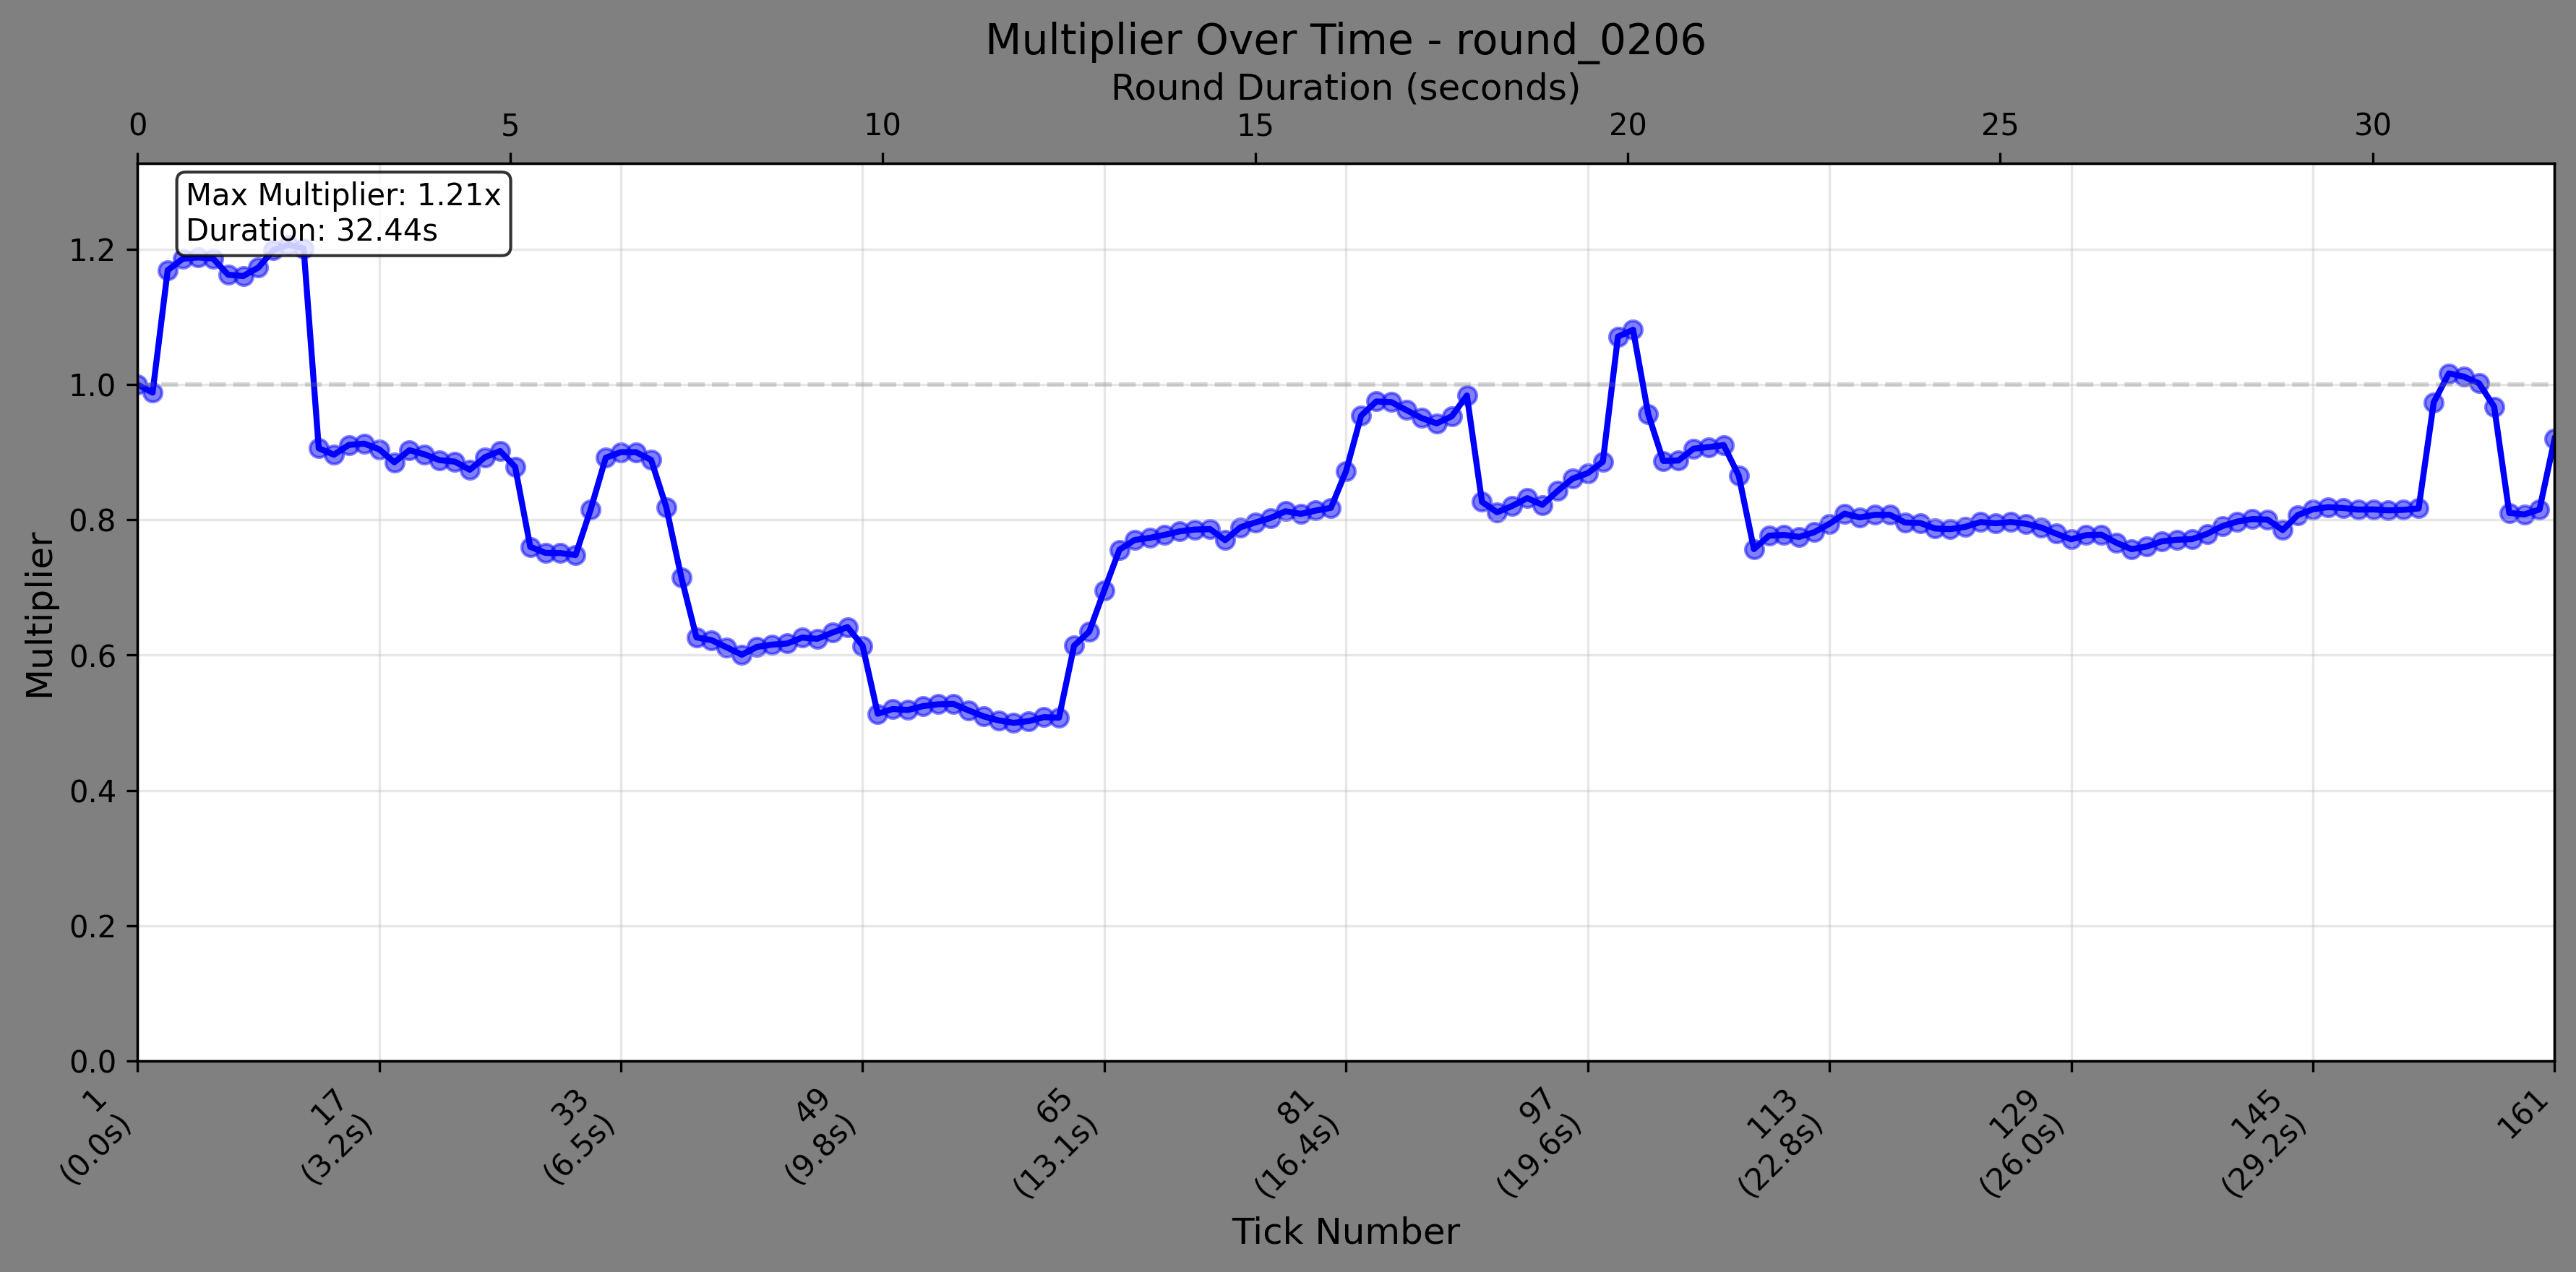 Multiplier Over Time - round_0206
Round Duration (seconds)
0 5 10 15 20 25 30
Max Multiplier: 1.21x
Duration: 32.44s
Multiplier
1.2
1.0
0.8
0.6
0.4
0.2
0.0
1
(0.0s)
17
(3.2s)
33
(6.5s)
49
(9.8s)
65
(13.1s)
81
(16.4s)
97
(19.6s)
113
(22.8s)
129
(26.0s)
145
(29.2s)
161
Tick Number